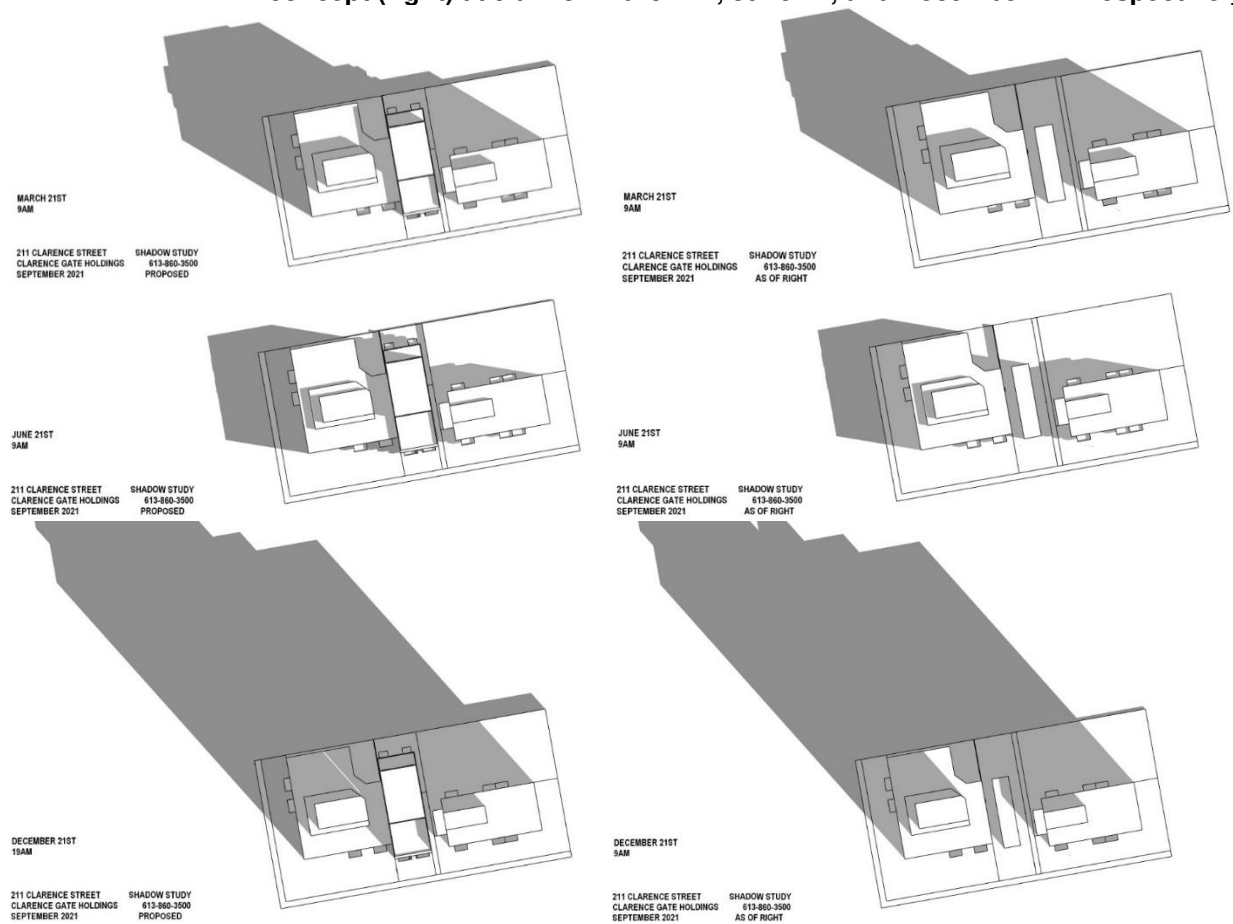 MARCH 21ST
9AM
211 CLARENCE STREET SHADOW STUDY
CLARENCE GATE HOLDINGS 613-860-3500
SEPTEMBER 2021 PROPOSED
MARCH 21ST
9AM
211 CLARENCE STREET SHADOW STUDY
CLARENCE GATE HOLDINGS 613-860-3500
SEPTEMBER 2021 AS OF RIGHT
JUNE 21ST
9AM
211 CLARENCE STREET SHADOW STUDY
CLARENCE GATE HOLDINGS 613-860-3500
SEPTEMBER 2021 PROPOSED
JUNE 21ST
9AM
211 CLARENCE STREET SHADOW STUDY
CLARENCE GATE HOLDINGS 613-860-3500
SEPTEMBER 2021 AS OF RIGHT
DECEMBER 21ST
19AM
211 CLARENCE STREET SHADOW STUDY
CLARENCE GATE HOLDINGS 613-860-3500
SEPTEMBER 2021 PROPOSED
DECEMBER 21ST
9AM
211 CLARENCE STREET SHADOW STUDY
CLARENCE GATE HOLDINGS 613-860-3500
SEPTEMBER 2021 AS OF RIGHT